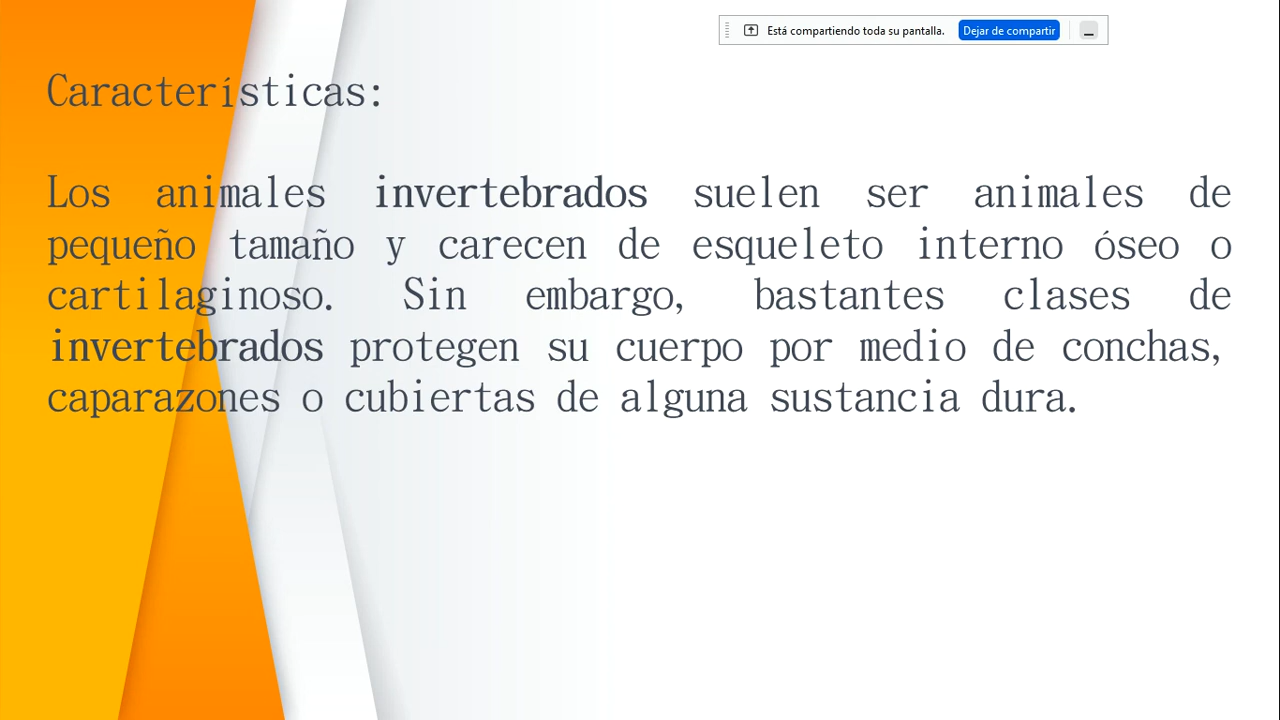 Está compartiendo toda su pantalla. Dejar de compartir
Características:
Los animales invertebrados suelen ser animales de
pequeño tamaño y carecen de esqueleto interno óseo o
cartilaginoso. Sin embargo, bastantes clases de
invertebrados protegen su cuerpo por medio de conchas,
caparazones o cubiertas de alguna sustancia dura.